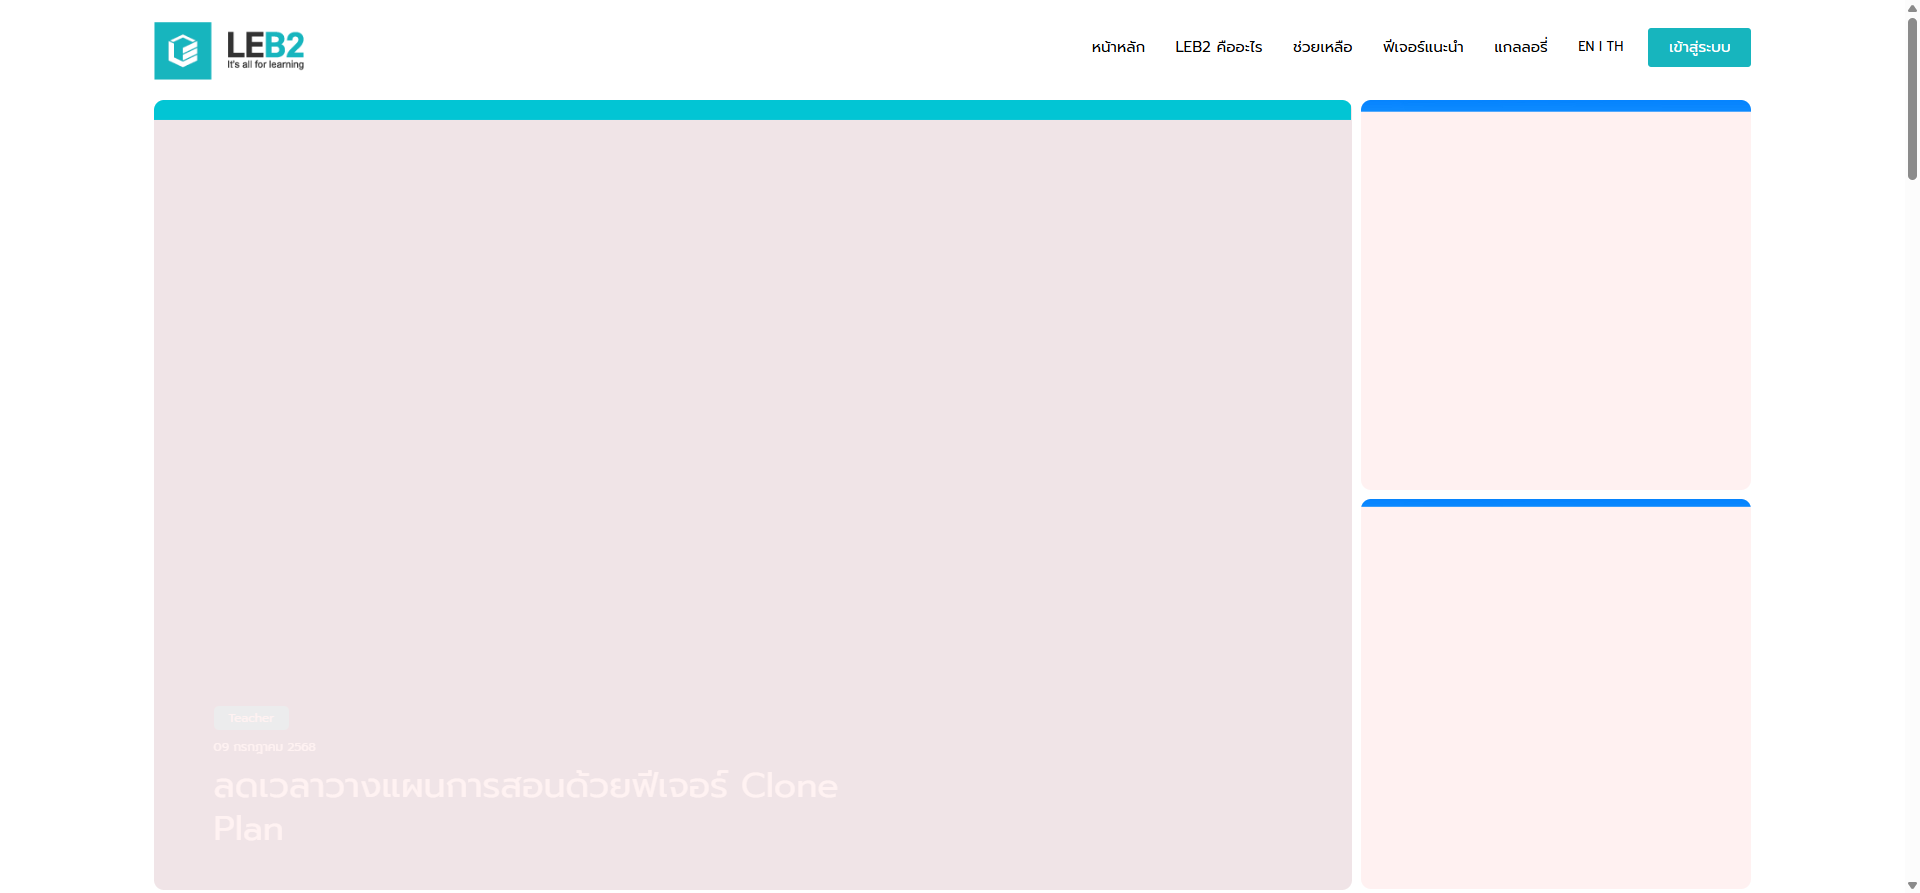 LEB2
It's all for learning
หน้าหลัก
LEB2 คืออะไร
ช่วยเหลือ
ฟีเจอร์แนะนำ
แกลลอรี่
EN | TH
เข้าสู่ระบบ
Teacher
09 กรกฎาคม 2568
ลดเวลาวางแผนการสอนด้วยฟีเจอร์ Clone
Plan